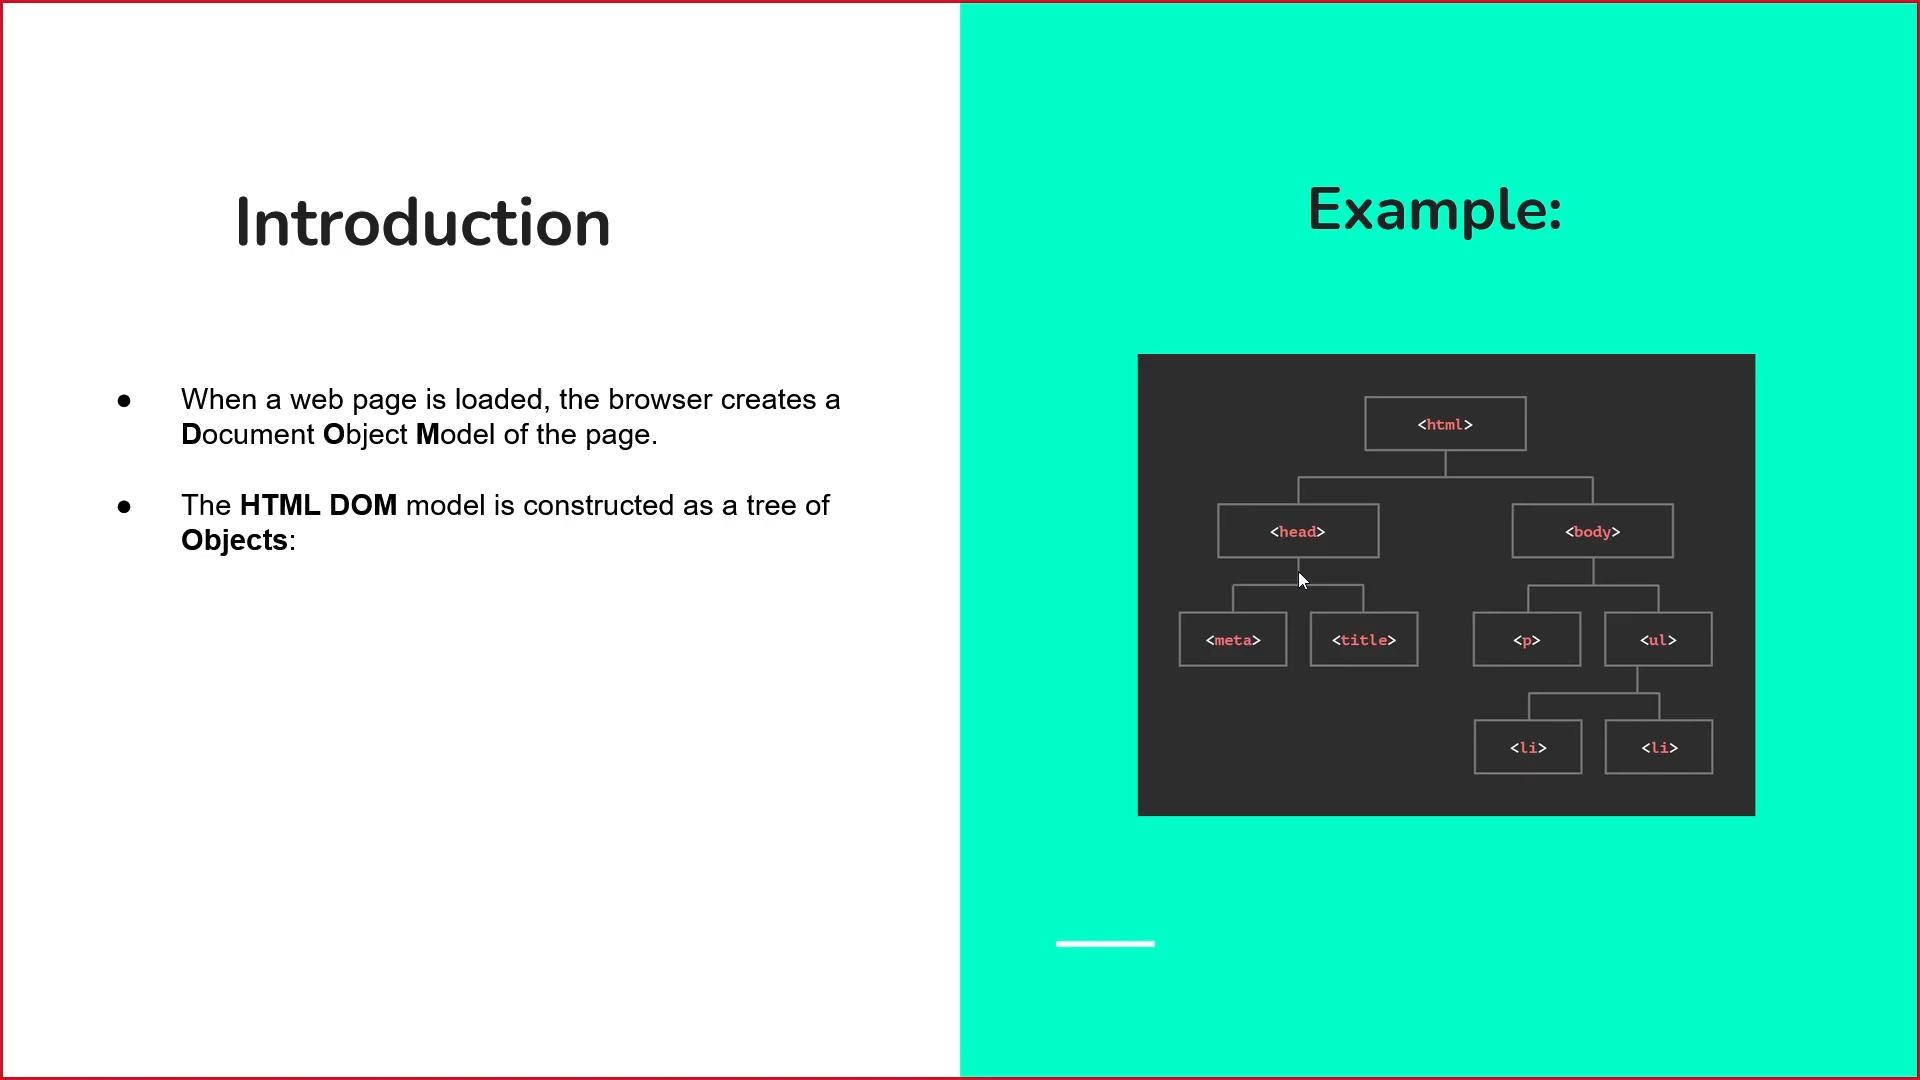 Introduction
● When a web page is loaded, the browser creates a
Document Object Model of the page.
● The HTML DOM model is constructed as a tree of
Objects:
Example:
<html>
<head> <body>
<meta> <title> <p> <ul>
<li> <li>